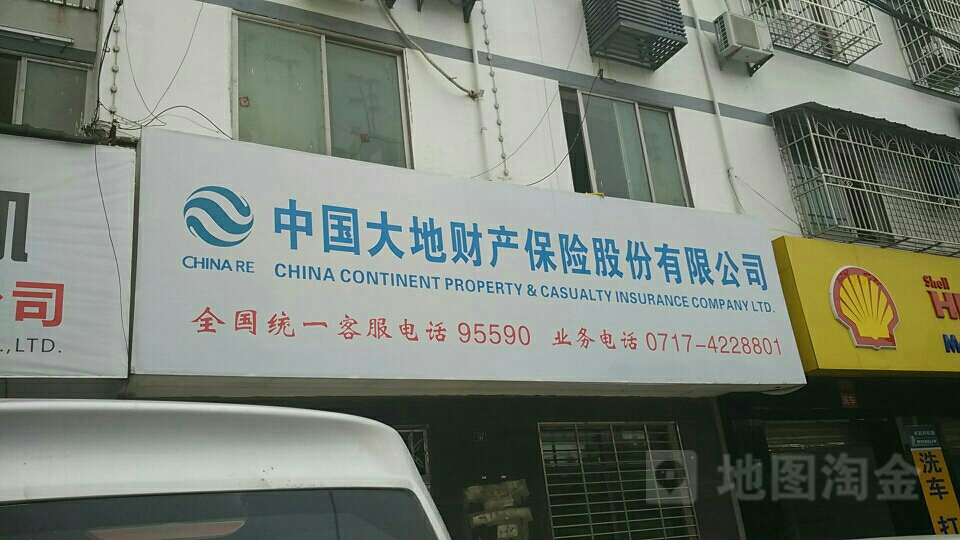 中国大地财产保险股份有限公司
CHINA RE
CHINA CONTINENT PROPERTY & CASUALTY INSURANCE COMPANY LTD.
全国统一客服电话 95590 业务电话 0717-4228801
司
.,LTD.
Shell
洗车
地图淘金